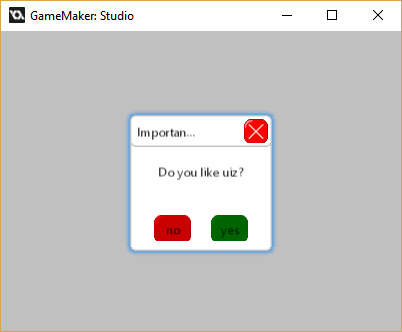 GameMaker: Studio
Importan...
Do you like uiz?
no yes